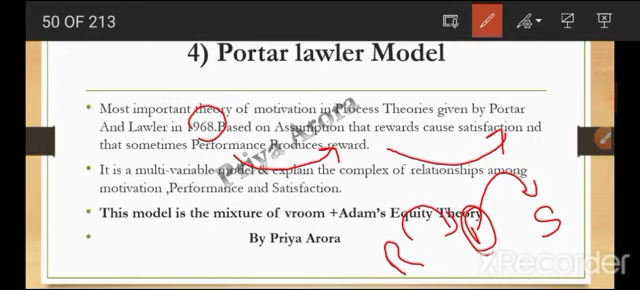 50 OF 213
4) Portar lawler Model
• Most important theory of motivation in Process Theories given by Portar
And Lawler in 1968.Based on Assumption that rewards cause satisfaction nd
that sometimes Performance Produces reward.
• It is a multi-variable model & explain the complex of relationships among
motivation ,Performance and Satisfaction.
• This model is the mixture of vroom +Adam's Equity Theory
• By Priya Arora
Priya Arora
R P S
XRecorder